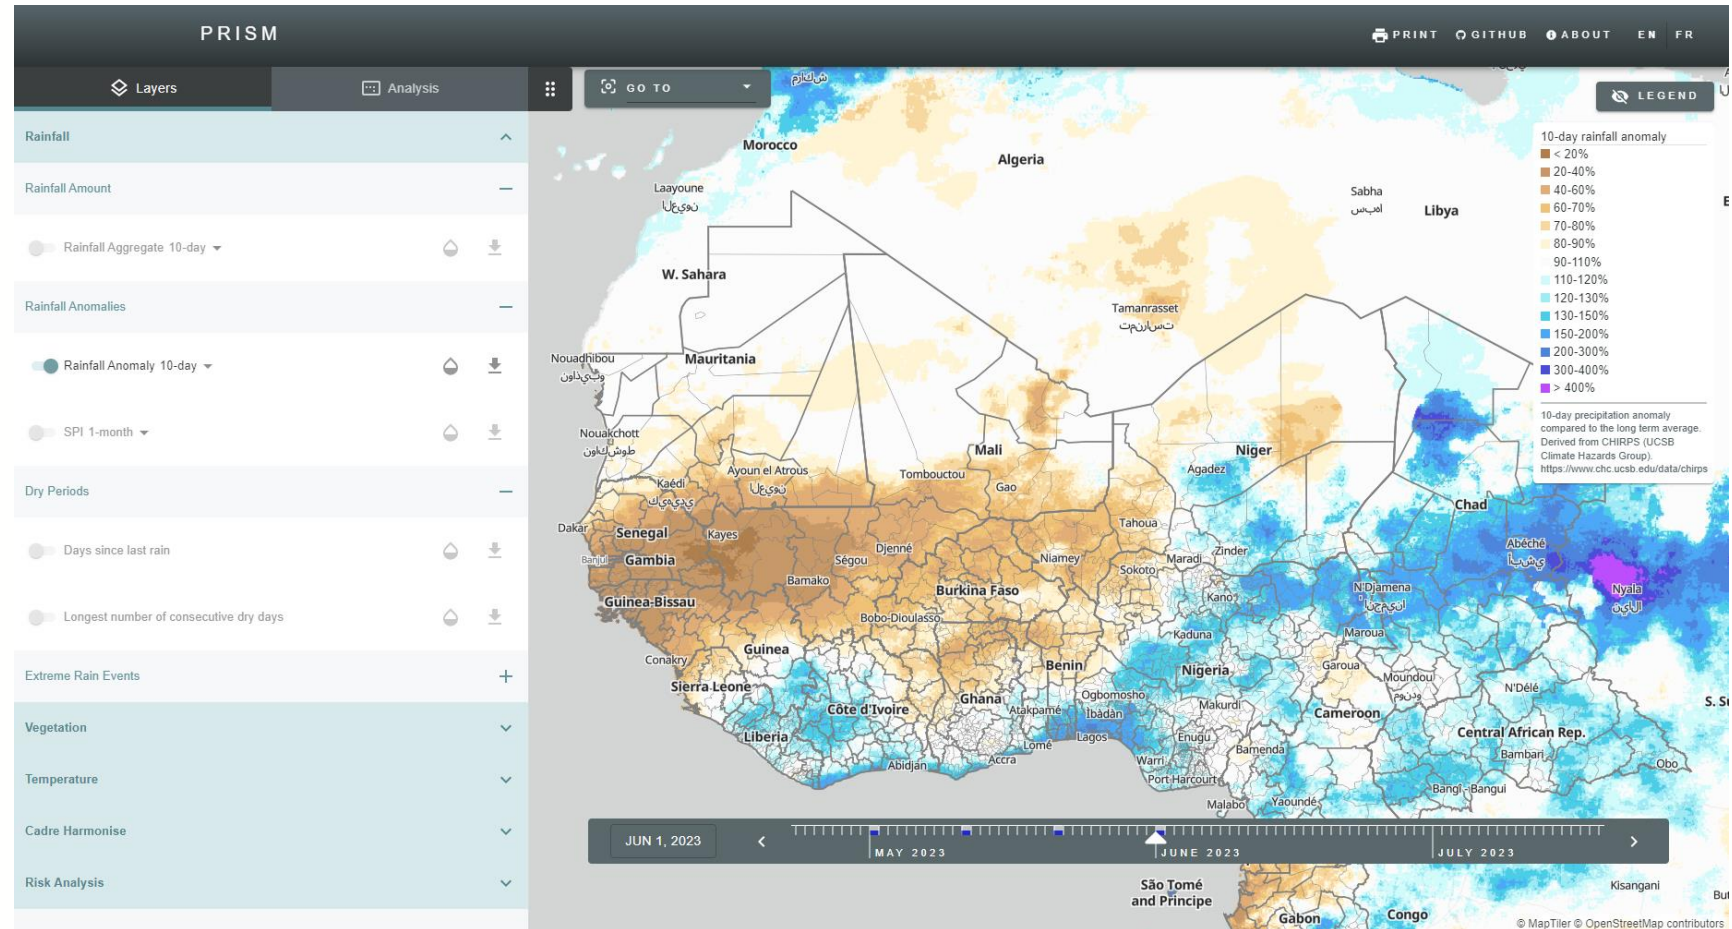 PRISM
PRINT GITHUB ABOUT EN FR
Layers Analysis
GO TO
LEGEND
Rainfall
Rainfall Amount
Rainfall Aggregate 10-day
Rainfall Anomalies
Rainfall Anomaly 10-day
SPI 1-month
Dry Periods
Days since last rain
Longest number of consecutive dry days
Extreme Rain Events
Vegetation
Temperature
Cadre Harmonise
Risk Analysis
10-day rainfall anomaly
< 20%
20-40%
40-60%
60-70%
70-80%
80-90%
90-110%
110-120%
120-130%
130-150%
150-200%
200-300%
300-400%
> 400%
10-day precipitation anomaly
compared to the long term average.
Derived from CHIRPS (UCSB
Climate Hazards Group).
https://www.chc.ucsb.edu/data/chirps
Morocco
Algeria
Laayoune
Sabha
Libya
W. Sahara
Tamanrasset
Nouadhibou
Mauritania
Nouakchott
Mali
Niger
Ayoun el Atrous
Tombouctou
Agadez
Kaédi
Gao
Chad
Dakar
Senegal
Kayes
Tahoua
Abéché
Banjul
Gambia
Ségou
Djenné
Niamey
Maradi
Zinder
Sokoto
Bamako
Burkina Faso
N'Djamena
Nyala
Guinea-Bissau
Kano
Bobo-Dioulasso
Kaduna
Maroua
Conakry
Guinea
Benin
Nigeria
Garoua
Moundou
Sierra Leone
Ghana
Ogbomosho
N'Délé
S. Su
Côte d'Ivoire
Atakpamé
Ibadan
Makurdi
Cameroon
Liberia
Lomé
Lagos
Enugu
Bamenda
Central African Rep.
Bambari
Obo
Abidjan
Accra
Warri
Port Harcourt
Bangî - Bangui
Malabo
Yaoundé
JUN 1, 2023
MAY 2023
JUNE 2023
JULY 2023
São Tomé
and Principe
Kisangani
But
Gabon
Congo
© MapTiler © OpenStreetMap contributors